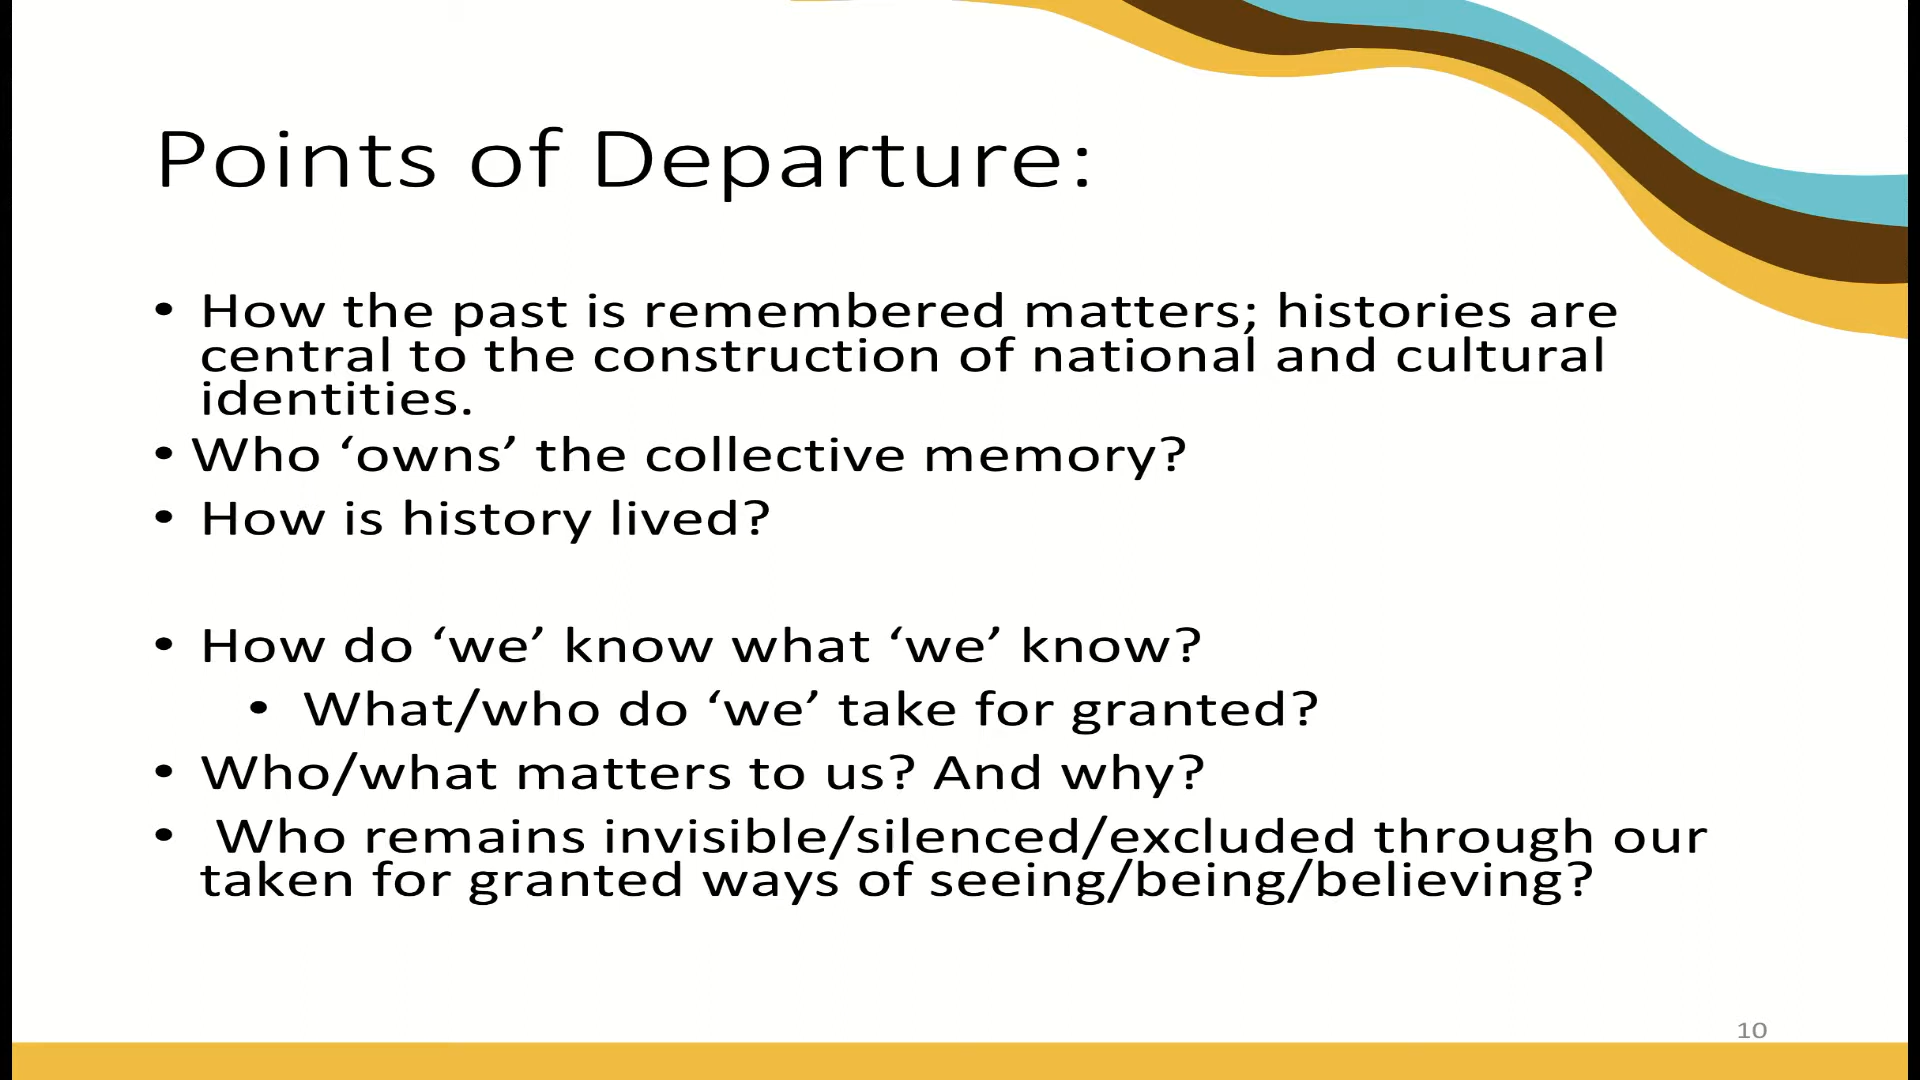 Points of Departure:
• How the past is remembered matters; histories are
central to the construction of national and cultural
identities.
• Who ‘owns’ the collective memory?
• How is history lived?
• How do ‘we’ know what ‘we’ know?
• What/who do ‘we’ take for granted?
• Who/what matters to us? And why?
• Who remains invisible/silenced/excluded through our
taken for granted ways of seeing/being/believing?
10